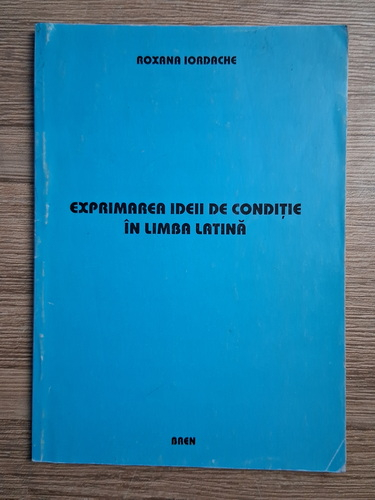 ROXANA IORDACHE
EXPRIMAREA IDEII DE CONDIȚIE
ÎN LIMBA LATINĂ
BREN